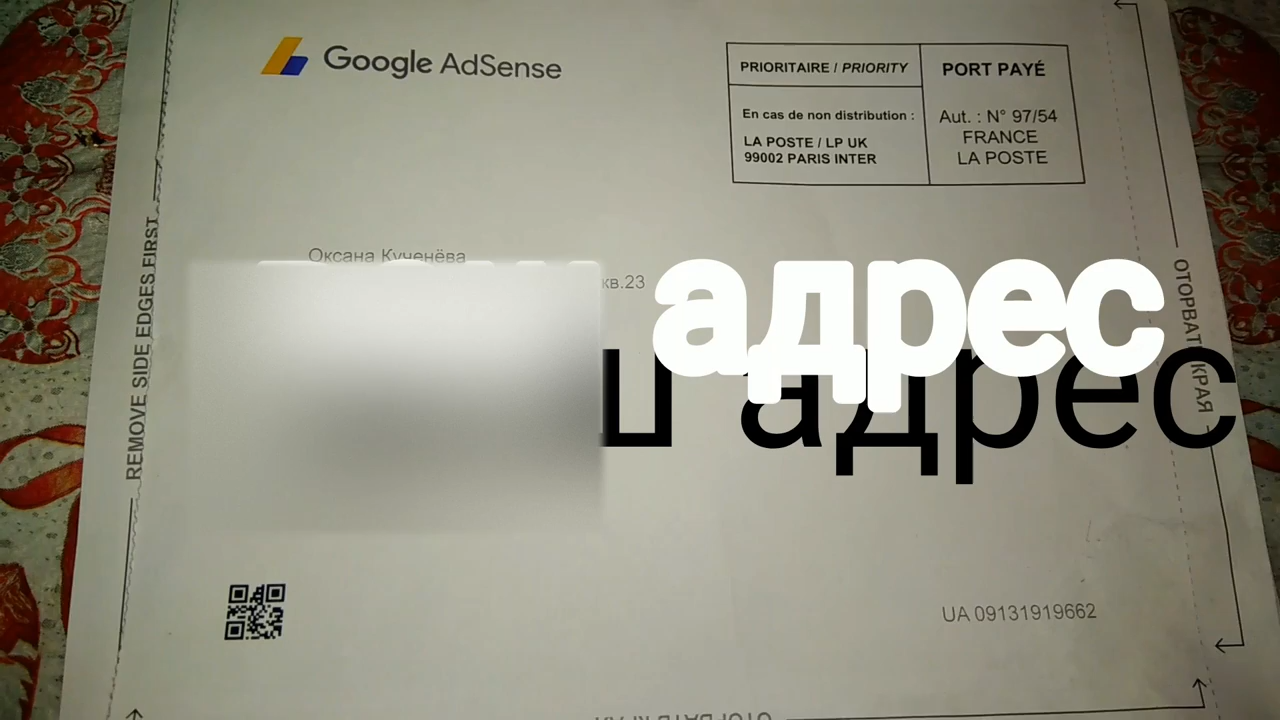 Google AdSense
PRIORITAIRE / PRIORITY
PORT PAYÉ
En cas de non distribution :
LA POSTE / LP UK
99002 PARIS INTER
Aut. : N° 97/54
FRANCE
LA POSTE
REMOVE SIDE EDGES FIRST
Оксана Кученёва
кв.23
адрес
ш адрес
ОТОРВАТЬ КРАЯ
UA 09131919662